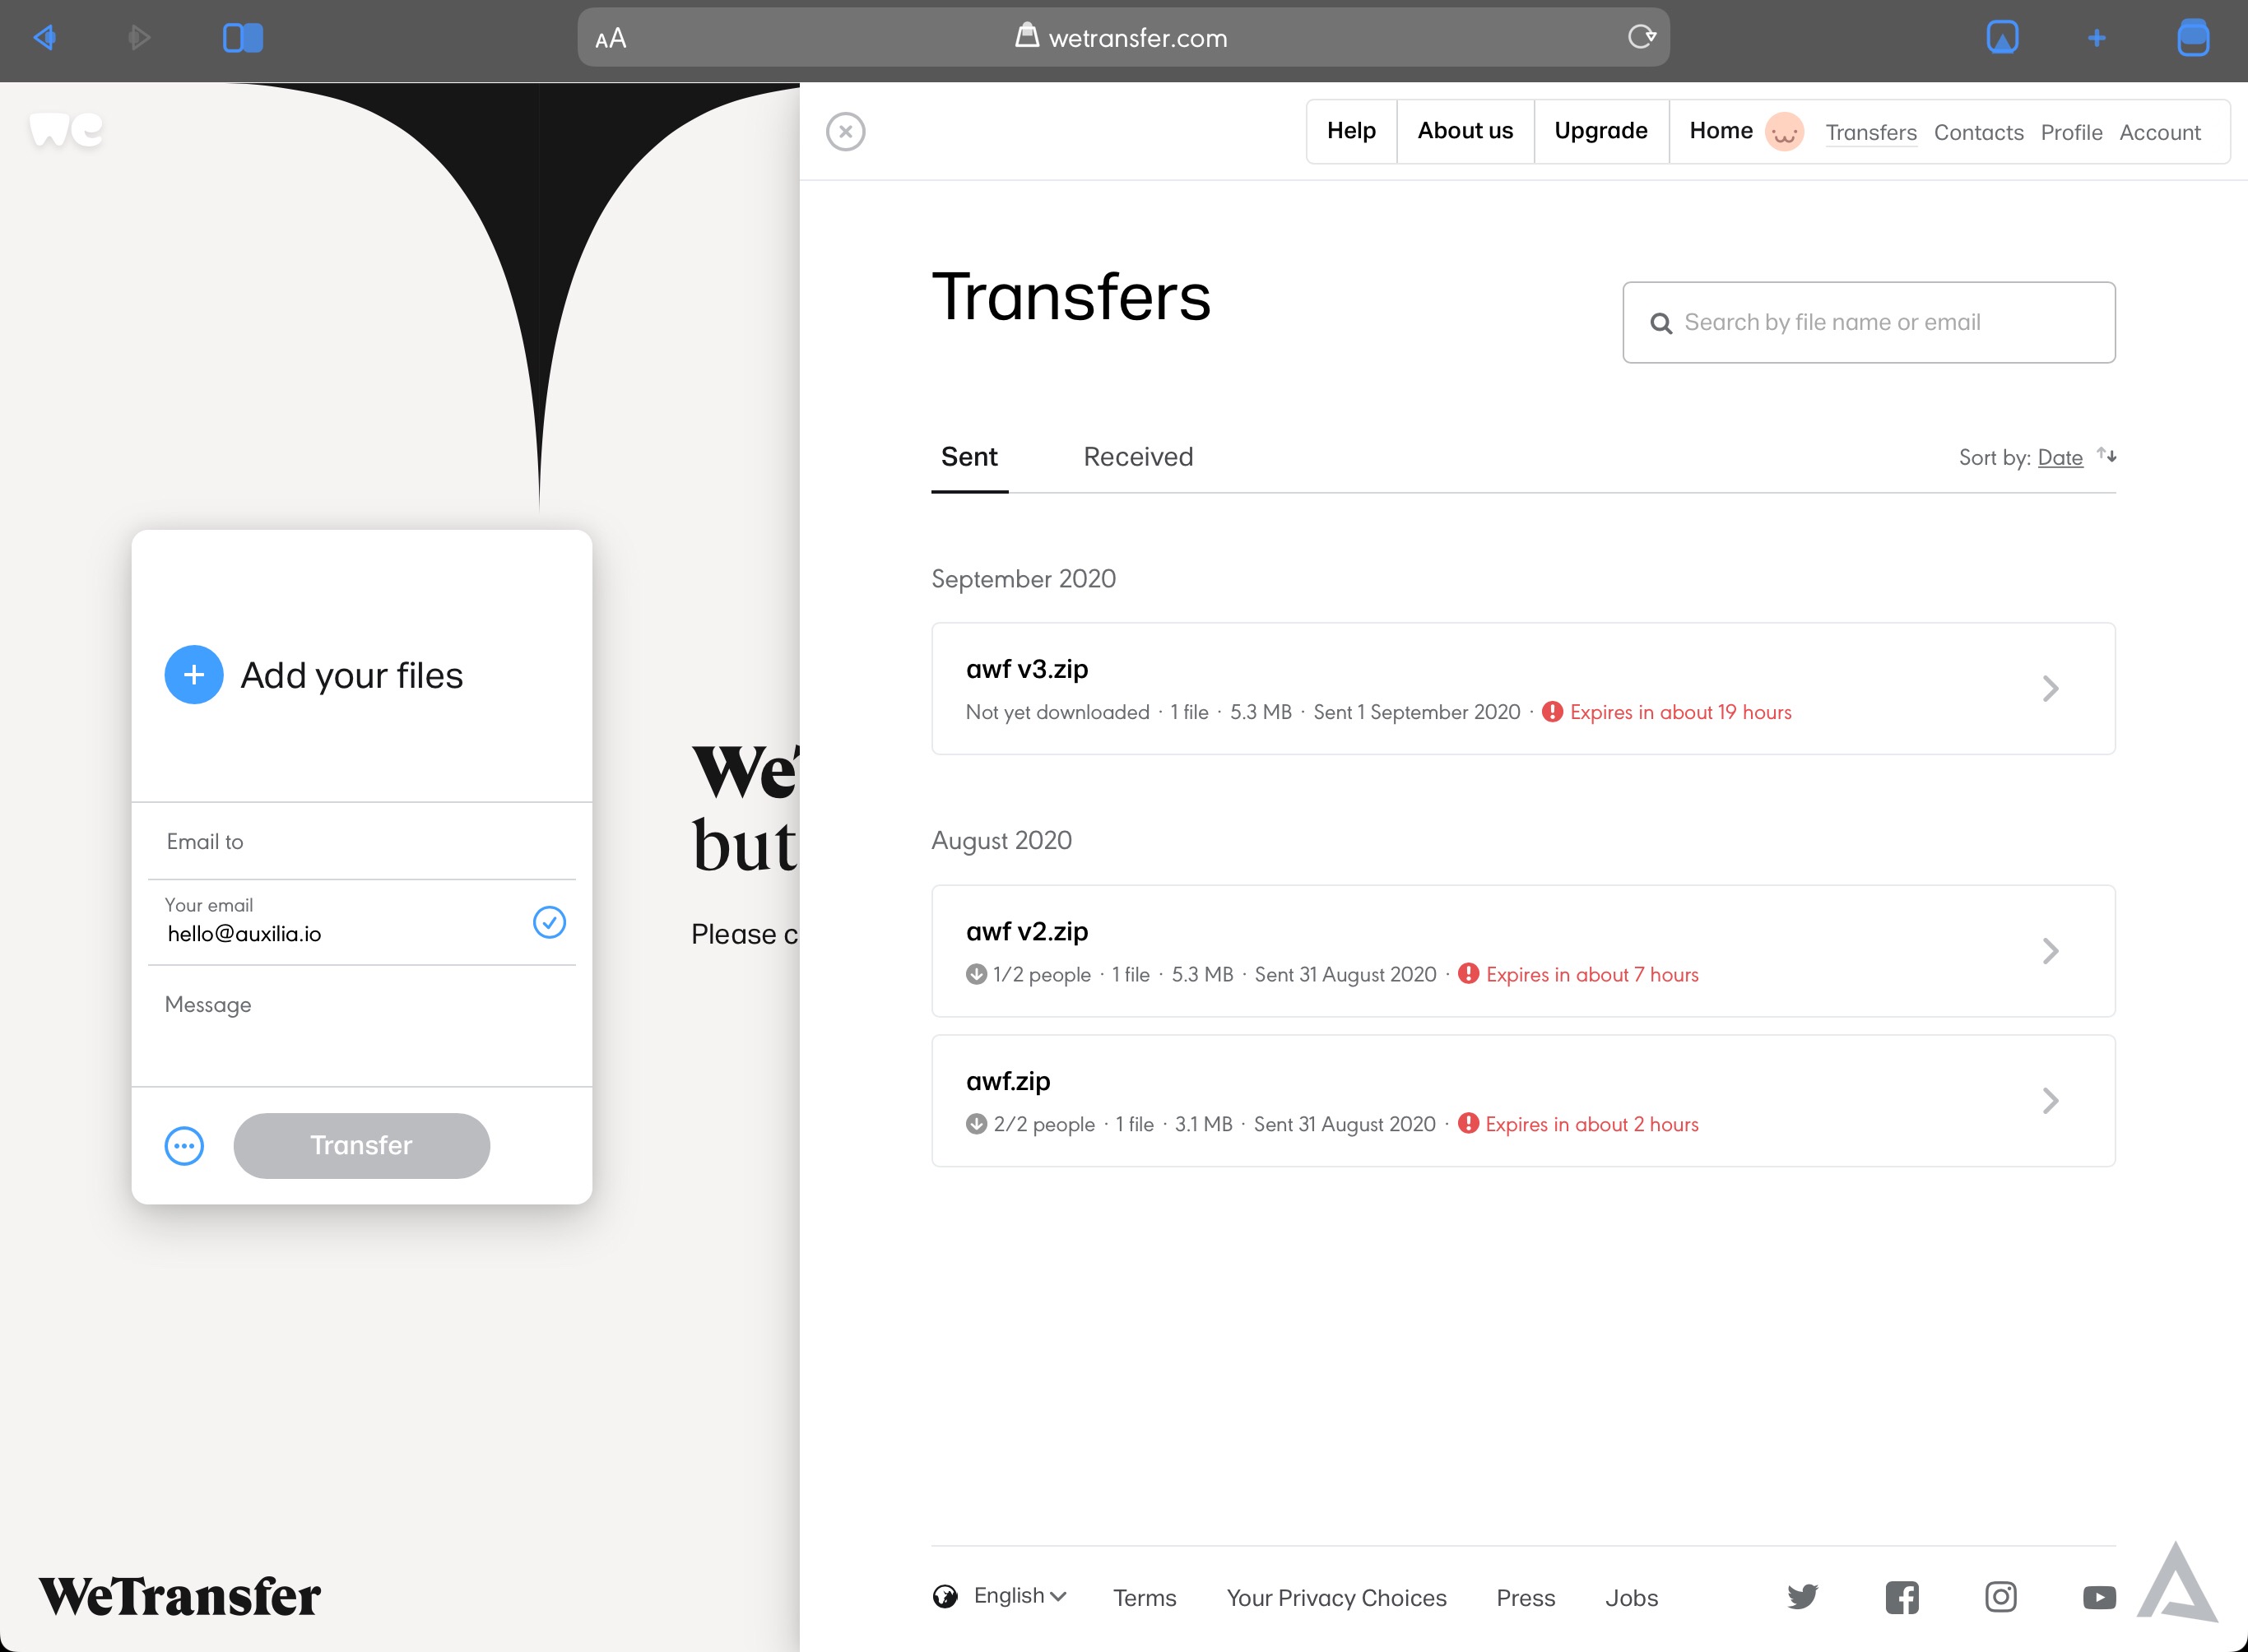 AA
wetransfer.com
we
Help
About us
Upgrade
Home
Transfers
Contacts
Profile
Account
Transfers
Search by file name or email
Sent
Received
Sort by: Date
September 2020
awf v3.zip
Not yet downloaded · 1 file · 5.3 MB · Sent 1 September 2020 · Expires in about 19 hours
August 2020
awf v2.zip
1/2 people · 1 file · 5.3 MB · Sent 31 August 2020 · Expires in about 7 hours
awf.zip
2/2 people · 1 file · 3.1 MB · Sent 31 August 2020 · Expires in about 2 hours
Add your files
Email to
Your email
hello@auxilia.io
Message
Transfer
We
but
Please c
WeTransfer
English
Terms
Your Privacy Choices
Press
Jobs